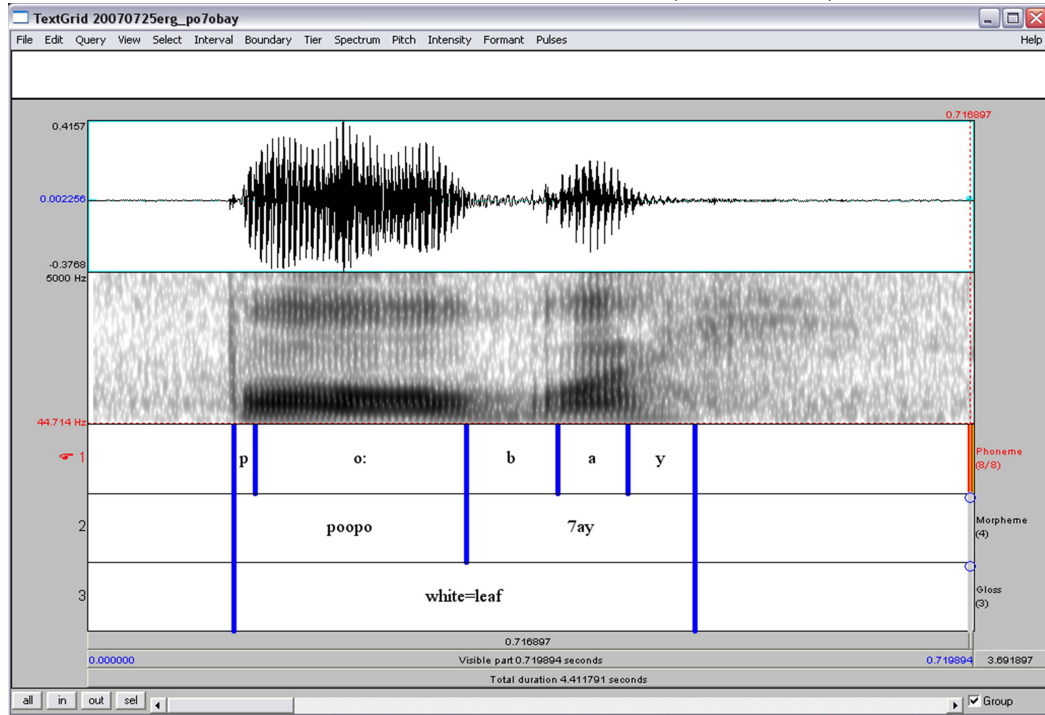 TextGrid 20070725erg_po7obay
File Edit Query View Select Interval Boundary Tier Spectrum Pitch Intensity Formant Pulses Help
0.716897
0.4157
0.002256
-0.3768
5000 Hz
44.714 Hz
1 p o: b a y Phoneme (8/8)
2 poopo 7ay Morpheme (4)
3 white=leaf Gloss (3)
0.716897
0.000000 Visible part 0.719894 seconds 0.719894 3.691897
Total duration 4.411791 seconds
all in out sel Group